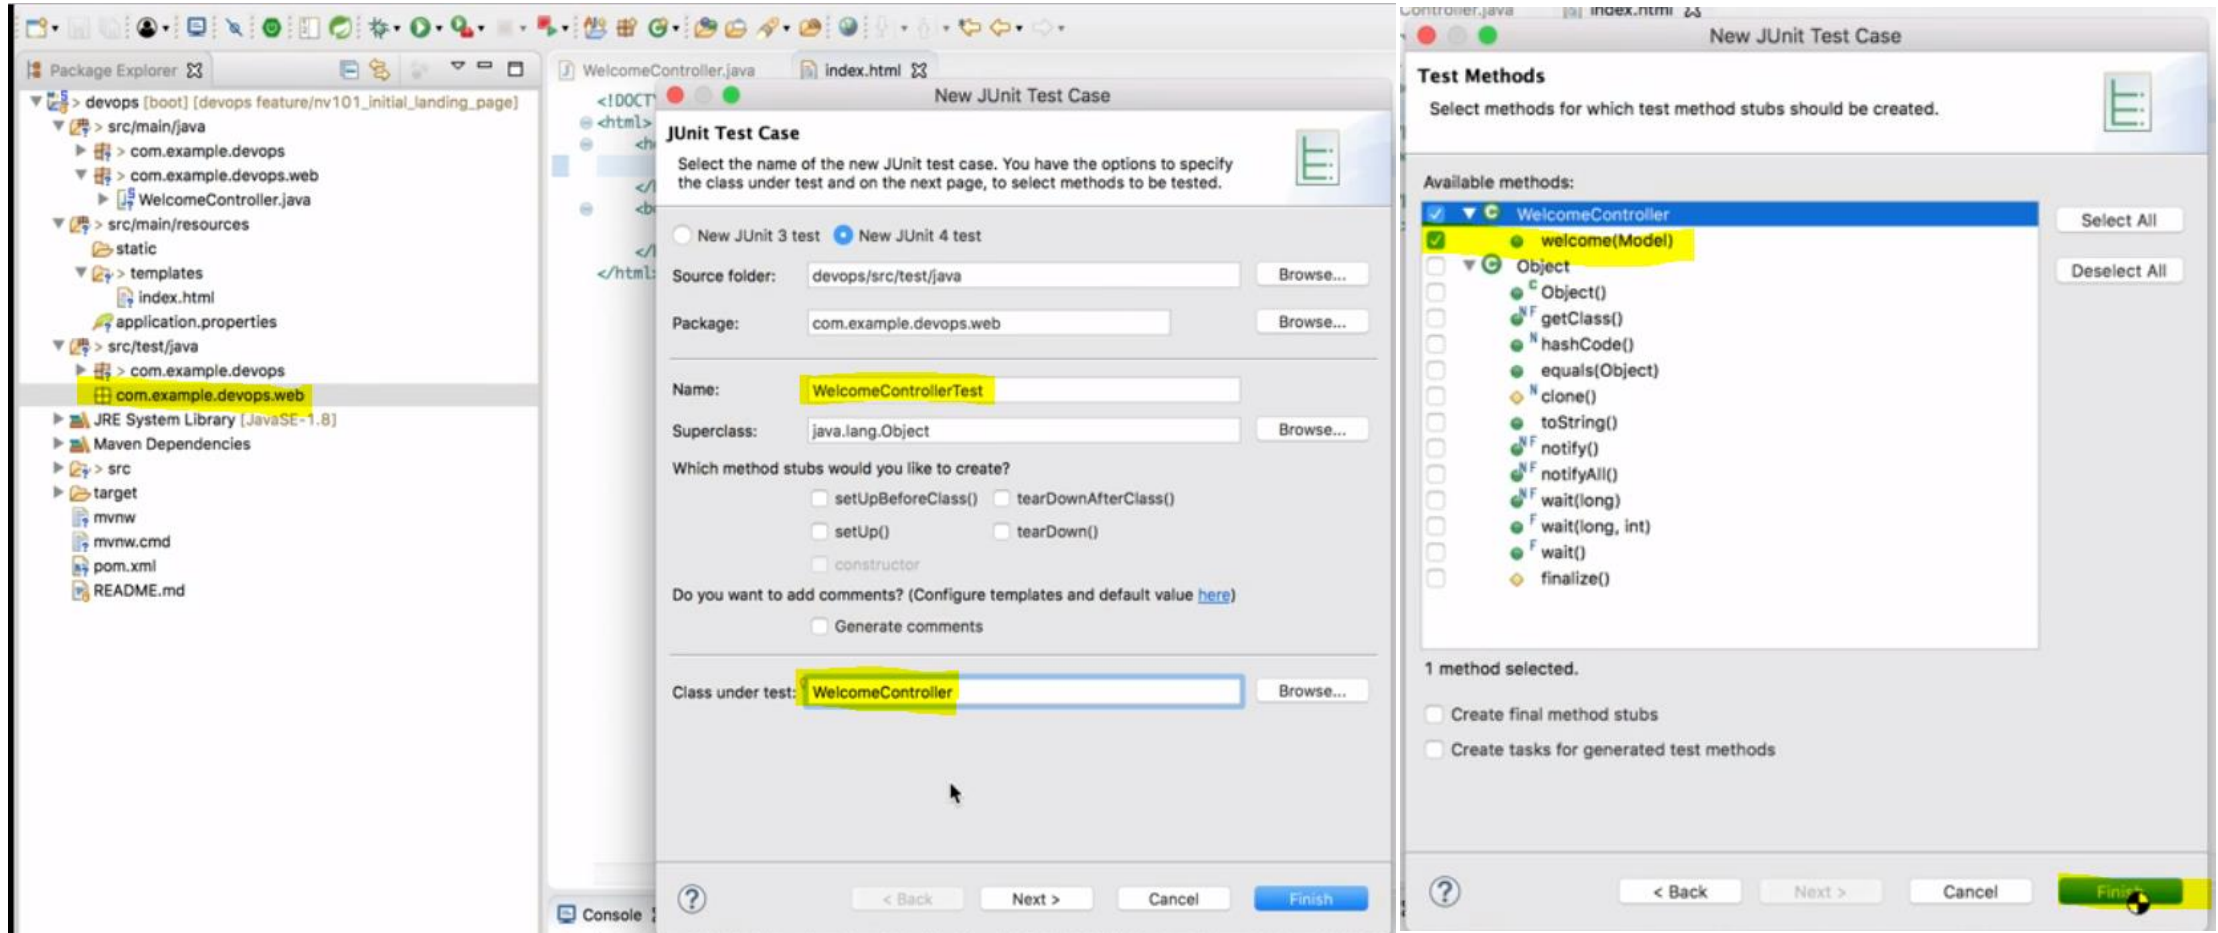 Package Explorer
> devops [boot] [devops feature/nv101_initial_landing_page]
> src/main/java
> com.example.devops
> com.example.devops.web
WelcomeController.java
> src/main/resources
static
> templates
index.html
application.properties
> src/test/java
> com.example.devops
com.example.devops.web
JRE System Library [JavaSE-1.8]
Maven Dependencies
> src
target
mvnw
mvnw.cmd
pom.xml
README.md
WelcomeController.java
index.html
<!DOCT
<html>
<h
</
<b
</
</html>
Console
New JUnit Test Case
JUnit Test Case
Select the name of the new JUnit test case. You have the options to specify
the class under test and on the next page, to select methods to be tested.
New JUnit 3 test
New JUnit 4 test
Source folder:
devops/src/test/java
Browse...
Package:
com.example.devops.web
Browse...
Name:
WelcomeControllerTest
Superclass:
java.lang.Object
Browse...
Which method stubs would you like to create?
setUpBeforeClass()
tearDownAfterClass()
setUp()
tearDown()
constructor
Do you want to add comments? (Configure templates and default value here)
Generate comments
Class under test:
WelcomeController
Browse...
?
< Back
Next >
Cancel
Finish
Controller.java
index.html
New JUnit Test Case
Test Methods
Select methods for which test method stubs should be created.
Available methods:
WelcomeController
welcome(Model)
Object
C Object()
NF getClass()
N hashCode()
equals(Object)
N clone()
toString()
NF notify()
NF notifyAll()
NF wait(long)
F wait(long, int)
F wait()
finalize()
Select All
Deselect All
1 method selected.
Create final method stubs
Create tasks for generated test methods
?
< Back
Next >
Cancel
Finish